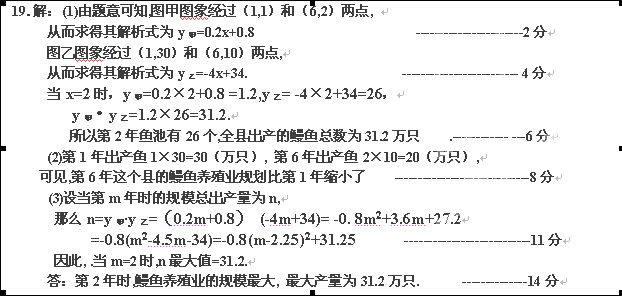 19.解：(1)由题意可知,图甲图象经过（1,1）和（6,2）两点,
从而求得其解析式为 y 甲=0.2x+0.8 -----------------------2 分
图乙图象经过（1,30）和（6,10）两点,
从而求得其解析式为 y 乙=-4x+34. ------------------------- 4 分
当 x=2 时，y 甲=0.2×2+0.8 =1.2,y 乙= -4×2+34=26，
y 甲• y 乙=1.2×26=31.2.
所以第 2 年鱼池有 26 个,全县出产的鳗鱼总数为 31.2 万只 .------------ ---6 分
(2)第 1 年出产鱼 1×30=30（万只）, 第 6 年出产鱼 2×10=20（万只）,
可见,第 6 年这个县的鳗鱼养殖业规划比第 1 年缩小了 ----------------------------8 分
(3)设当第 m 年时的规模总出产量为 n,
那么 n=y 甲·y 乙=（0.2m+0.8） (-4m+34)= -0. 8m²+3.6m+27.2
=-0.8(m²-4.5m-34)=-0.8(m-2.25)²+31.25 ---------------------------11 分
因此, .当 m=2 时,n 最大值=31.2.
答：第 2 年时,鳗鱼养殖业的规模最大, 最大产量为 31.2 万只. --------------14 分